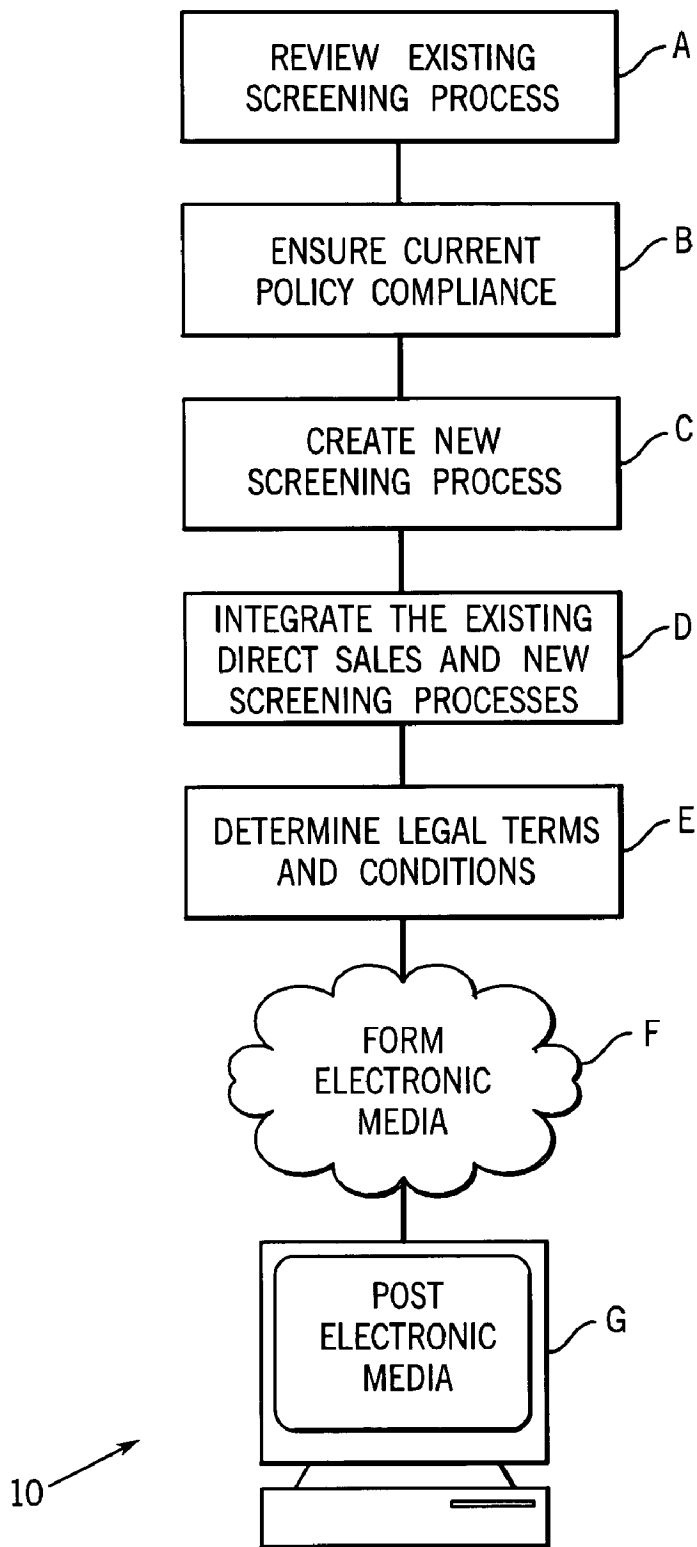 REVIEW EXISTING
SCREENING PROCESS
A
ENSURE CURRENT
POLICY COMPLIANCE
B
CREATE NEW
SCREENING PROCESS
C
INTEGRATE THE EXISTING
DIRECT SALES AND NEW
SCREENING PROCESSES
D
DETERMINE LEGAL TERMS
AND CONDITIONS
E
FORM
ELECTRONIC
MEDIA
F
POST
ELECTRONIC
MEDIA
G
10